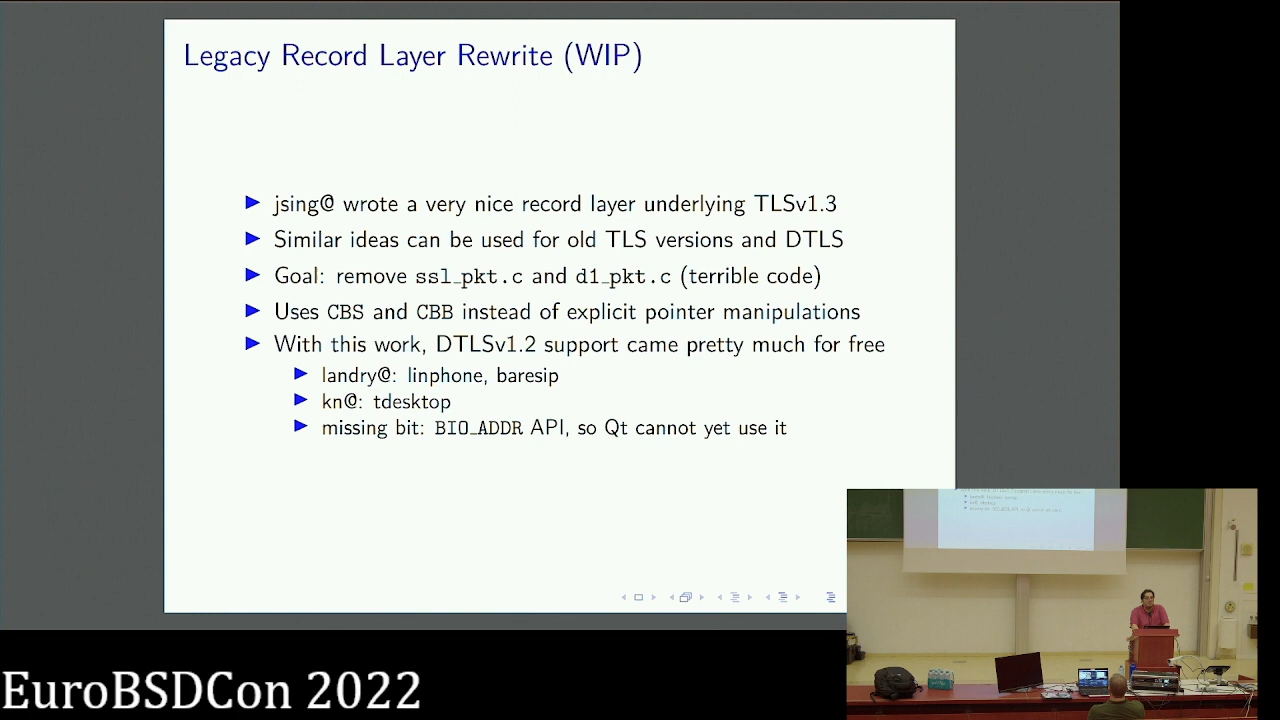 Legacy Record Layer Rewrite (WIP)
jsing@ wrote a very nice record layer underlying TLSv1.3
Similar ideas can be used for old TLS versions and DTLS
Goal: remove ssl_pkt.c and d1_pkt.c (terrible code)
Uses CBS and CBB instead of explicit pointer manipulations
With this work, DTLSv1.2 support came pretty much for free
landry@: linphone, baresip
kn@: tdesktop
missing bit: BIO_ADDR API, so Qt cannot yet use it
EuroBSDCon 2022